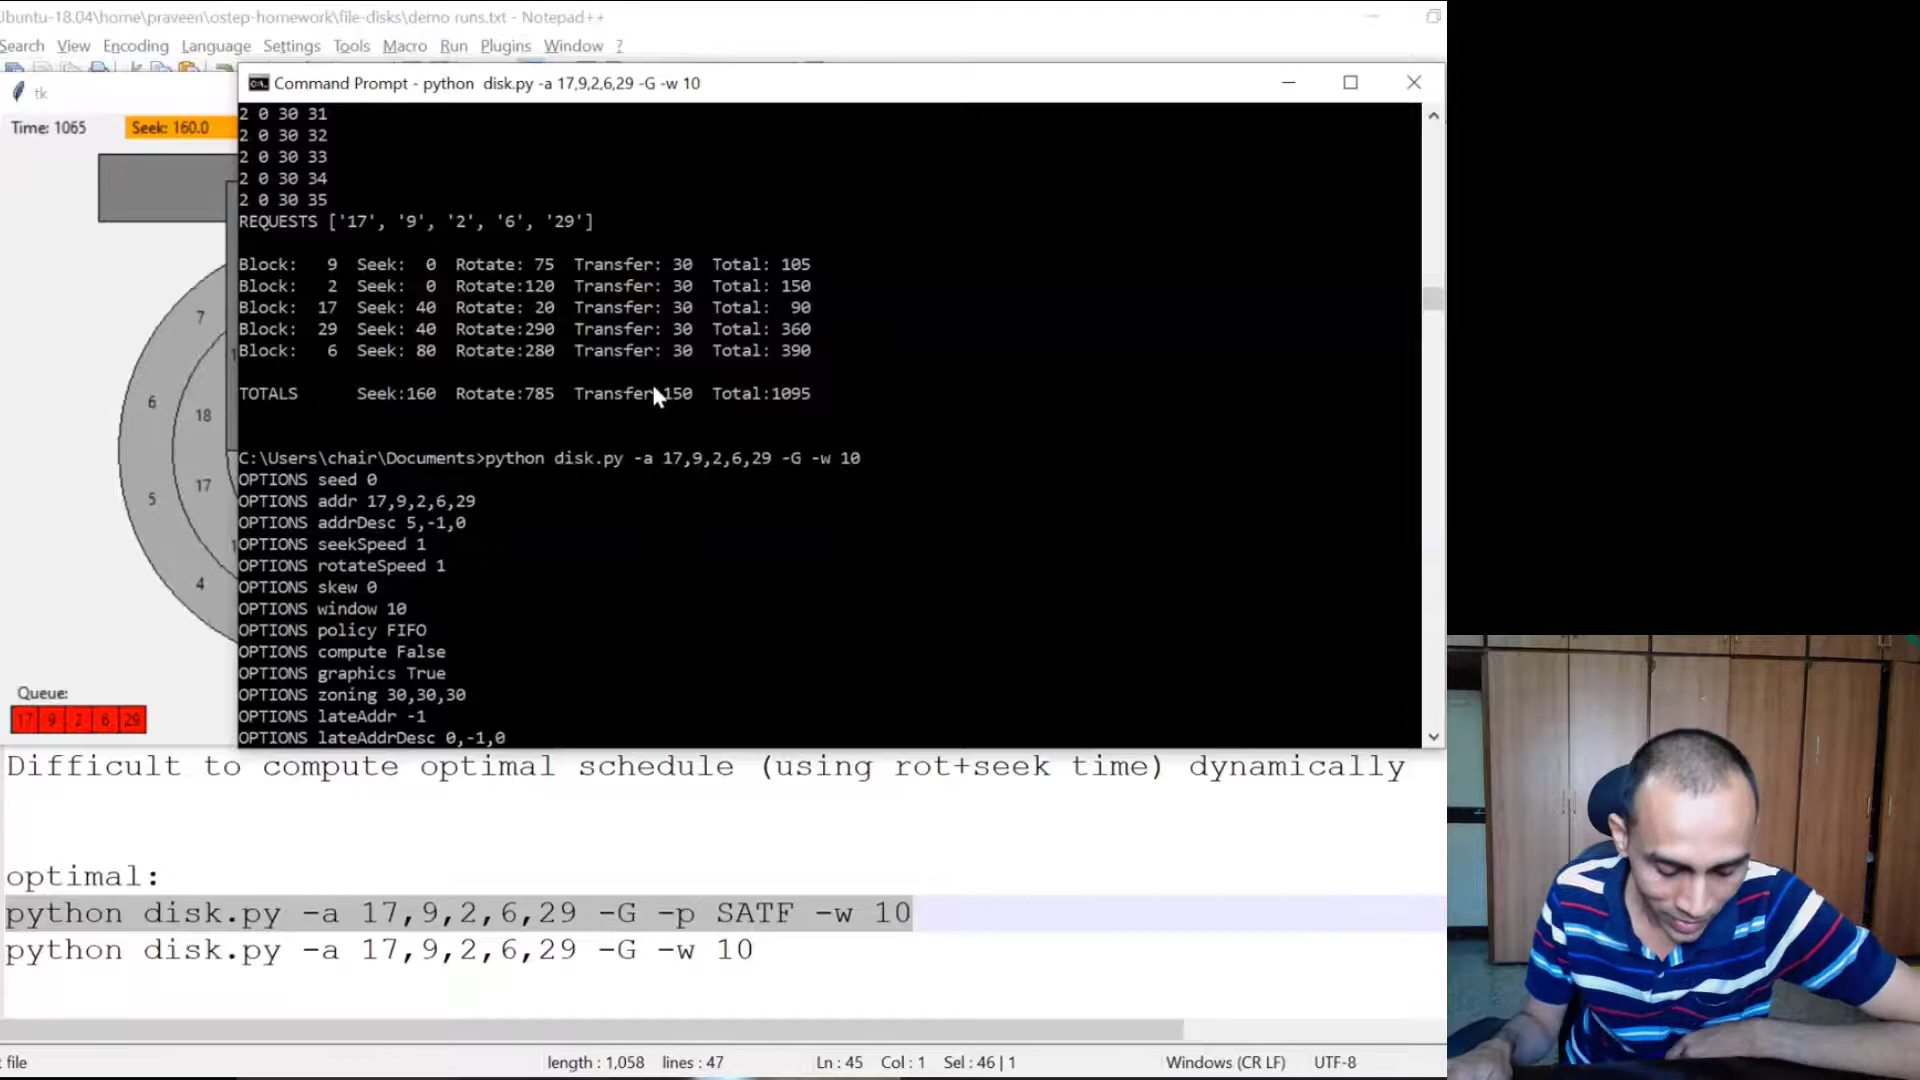 Ubuntu-18.04\home\praveen\ostep-homework\file-disks\demo runs.txt - Notepad++
Search View Encoding Language Settings Tools Macro Run Plugins Window ?
tk
Command Prompt - python disk.py -a 17,9,2,6,29 -G -w 10
Time: 1065
Seek: 160.0
2 0 30 31
2 0 30 32
2 0 30 33
2 0 30 34
2 0 30 35
REQUESTS ['17', '9', '2', '6', '29']
Block: 9 Seek: 0 Rotate: 75 Transfer: 30 Total: 105
Block: 2 Seek: 0 Rotate:120 Transfer: 30 Total: 150
Block: 17 Seek: 40 Rotate: 20 Transfer: 30 Total: 90
Block: 29 Seek: 40 Rotate:290 Transfer: 30 Total: 360
Block: 6 Seek: 80 Rotate:280 Transfer: 30 Total: 390
TOTALS Seek:160 Rotate:785 Transfer:150 Total:1095
C:\Users\chair\Documents>python disk.py -a 17,9,2,6,29 -G -w 10
OPTIONS seed 0
OPTIONS addr 17,9,2,6,29
OPTIONS addrDesc 5,-1,0
OPTIONS seekSpeed 1
OPTIONS rotateSpeed 1
OPTIONS skew 0
OPTIONS window 10
OPTIONS policy FIFO
OPTIONS compute False
OPTIONS graphics True
OPTIONS zoning 30,30,30
OPTIONS lateAddr -1
OPTIONS lateAddrDesc 0,-1,0
7
6
18
5
17
4
Queue:
17 9 2 6 29
Difficult to compute optimal schedule (using rot+seek time) dynamically
optimal:
python disk.py -a 17,9,2,6,29 -G -p SATF -w 10
python disk.py -a 17,9,2,6,29 -G -w 10
file
length : 1,058 lines : 47
Ln : 45 Col : 1 Sel : 46 | 1
Windows (CR LF)
UTF-8